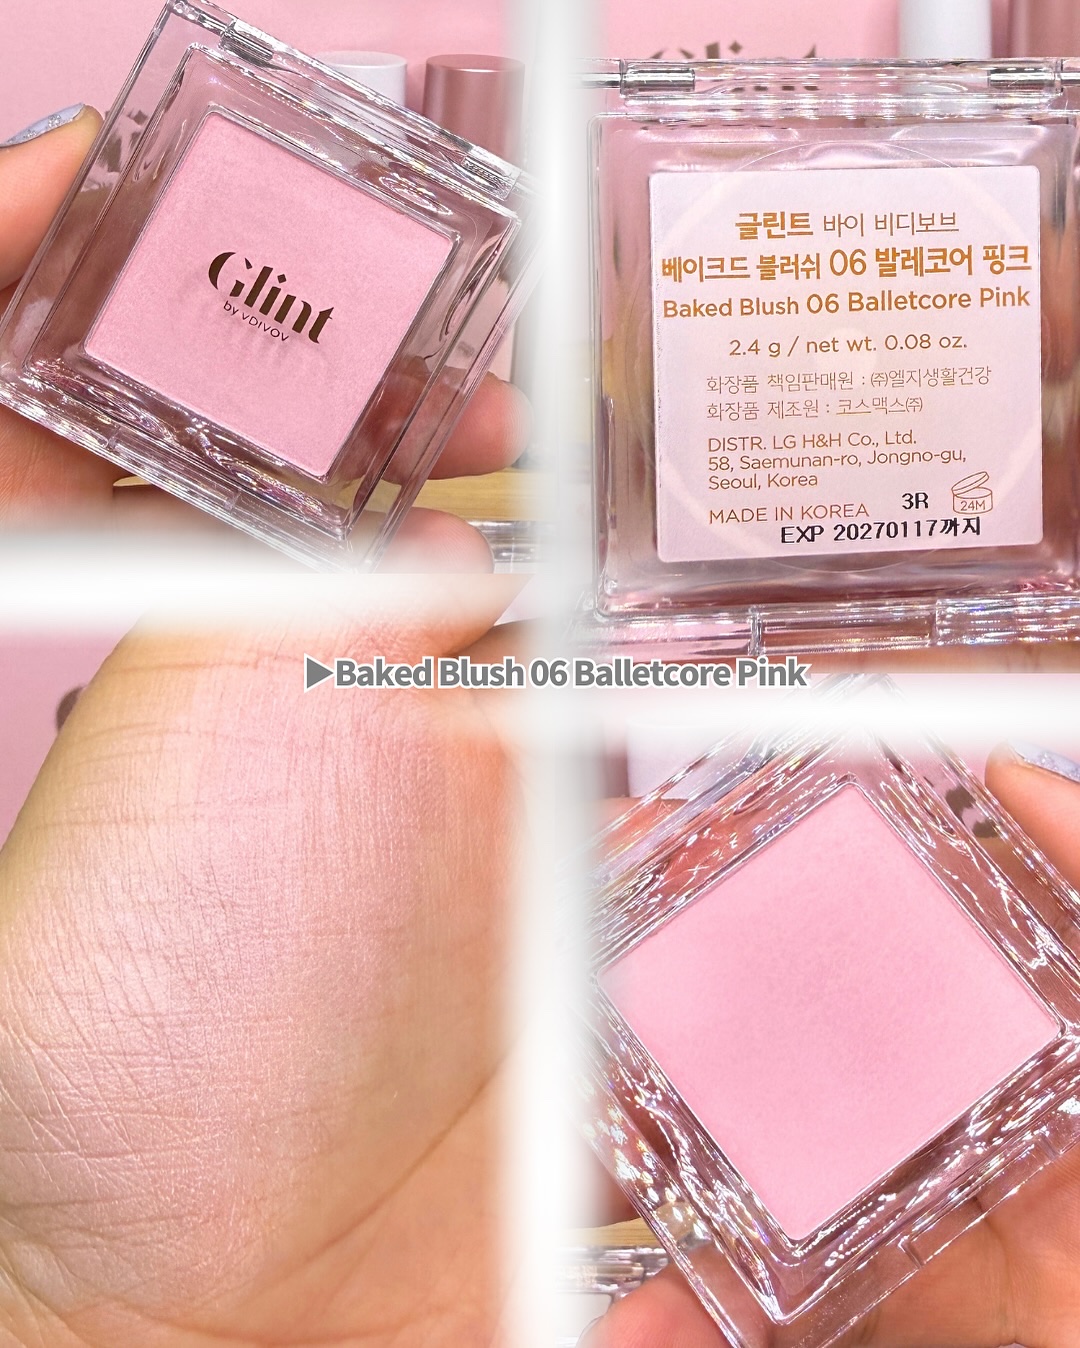 Glint
by VDIVOV
글린트 바이 비디보브
베이크드 블러쉬 06 발레코어 핑크
Baked Blush 06 Balletcore Pink
2.4 g / net wt. 0.08 oz.
화장품 책임판매원 : ㈜엘지생활건강
화장품 제조원 : 코스맥스㈜
DISTR. LG H&H Co., Ltd.
58, Saemunan-ro, Jongno-gu,
Seoul, Korea
MADE IN KOREA 3R 24M
EXP 20270117까지
▶Baked Blush 06 Balletcore Pink